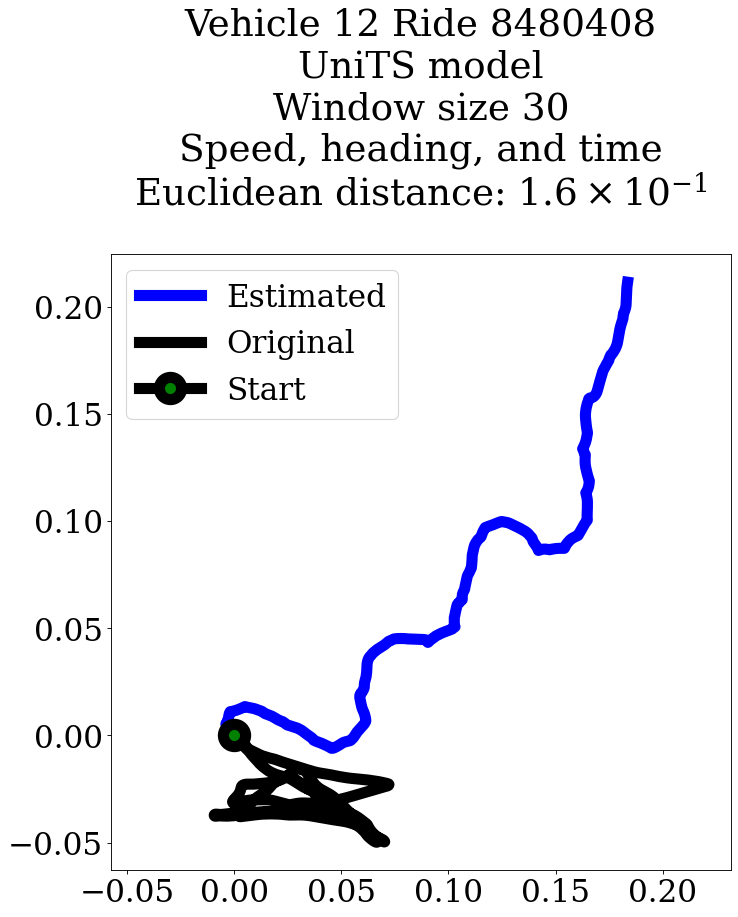 Vehicle 12 Ride 8480408
UniTS model
Window size 30
Speed, heading, and time
Euclidean distance: 1.6 × 10⁻¹
Estimated
Original
Start
0.20
0.15
0.10
0.05
0.00
−0.05
−0.05 0.00 0.05 0.10 0.15 0.20